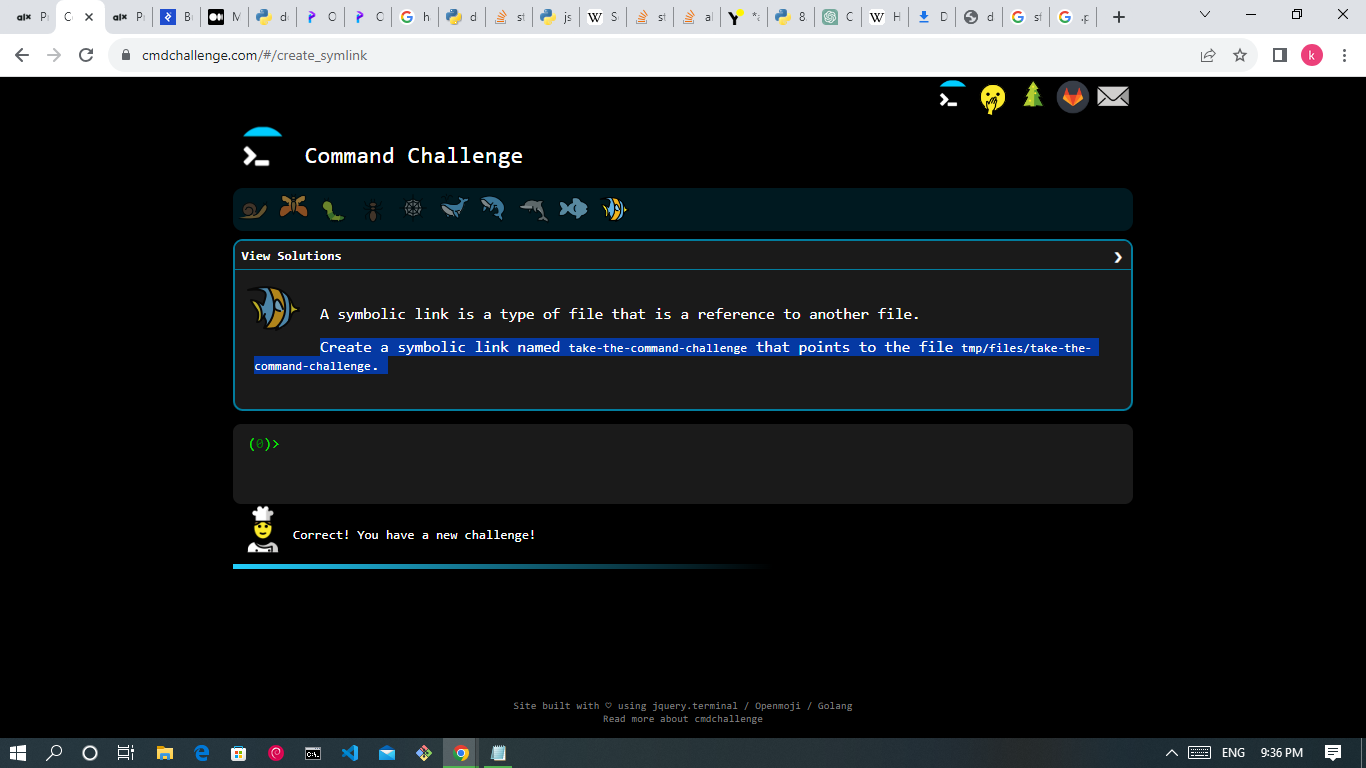 cmdchallenge.com/#/create_symlink
k
Command Challenge
View Solutions
A symbolic link is a type of file that is a reference to another file.
Create a symbolic link named take-the-command-challenge that points to the file tmp/files/take-the-
command-challenge.
(0)>
Correct! You have a new challenge!
Site built with ♡ using jquery.terminal / Openmoji / Golang
Read more about cmdchallenge
ENG 9:36 PM